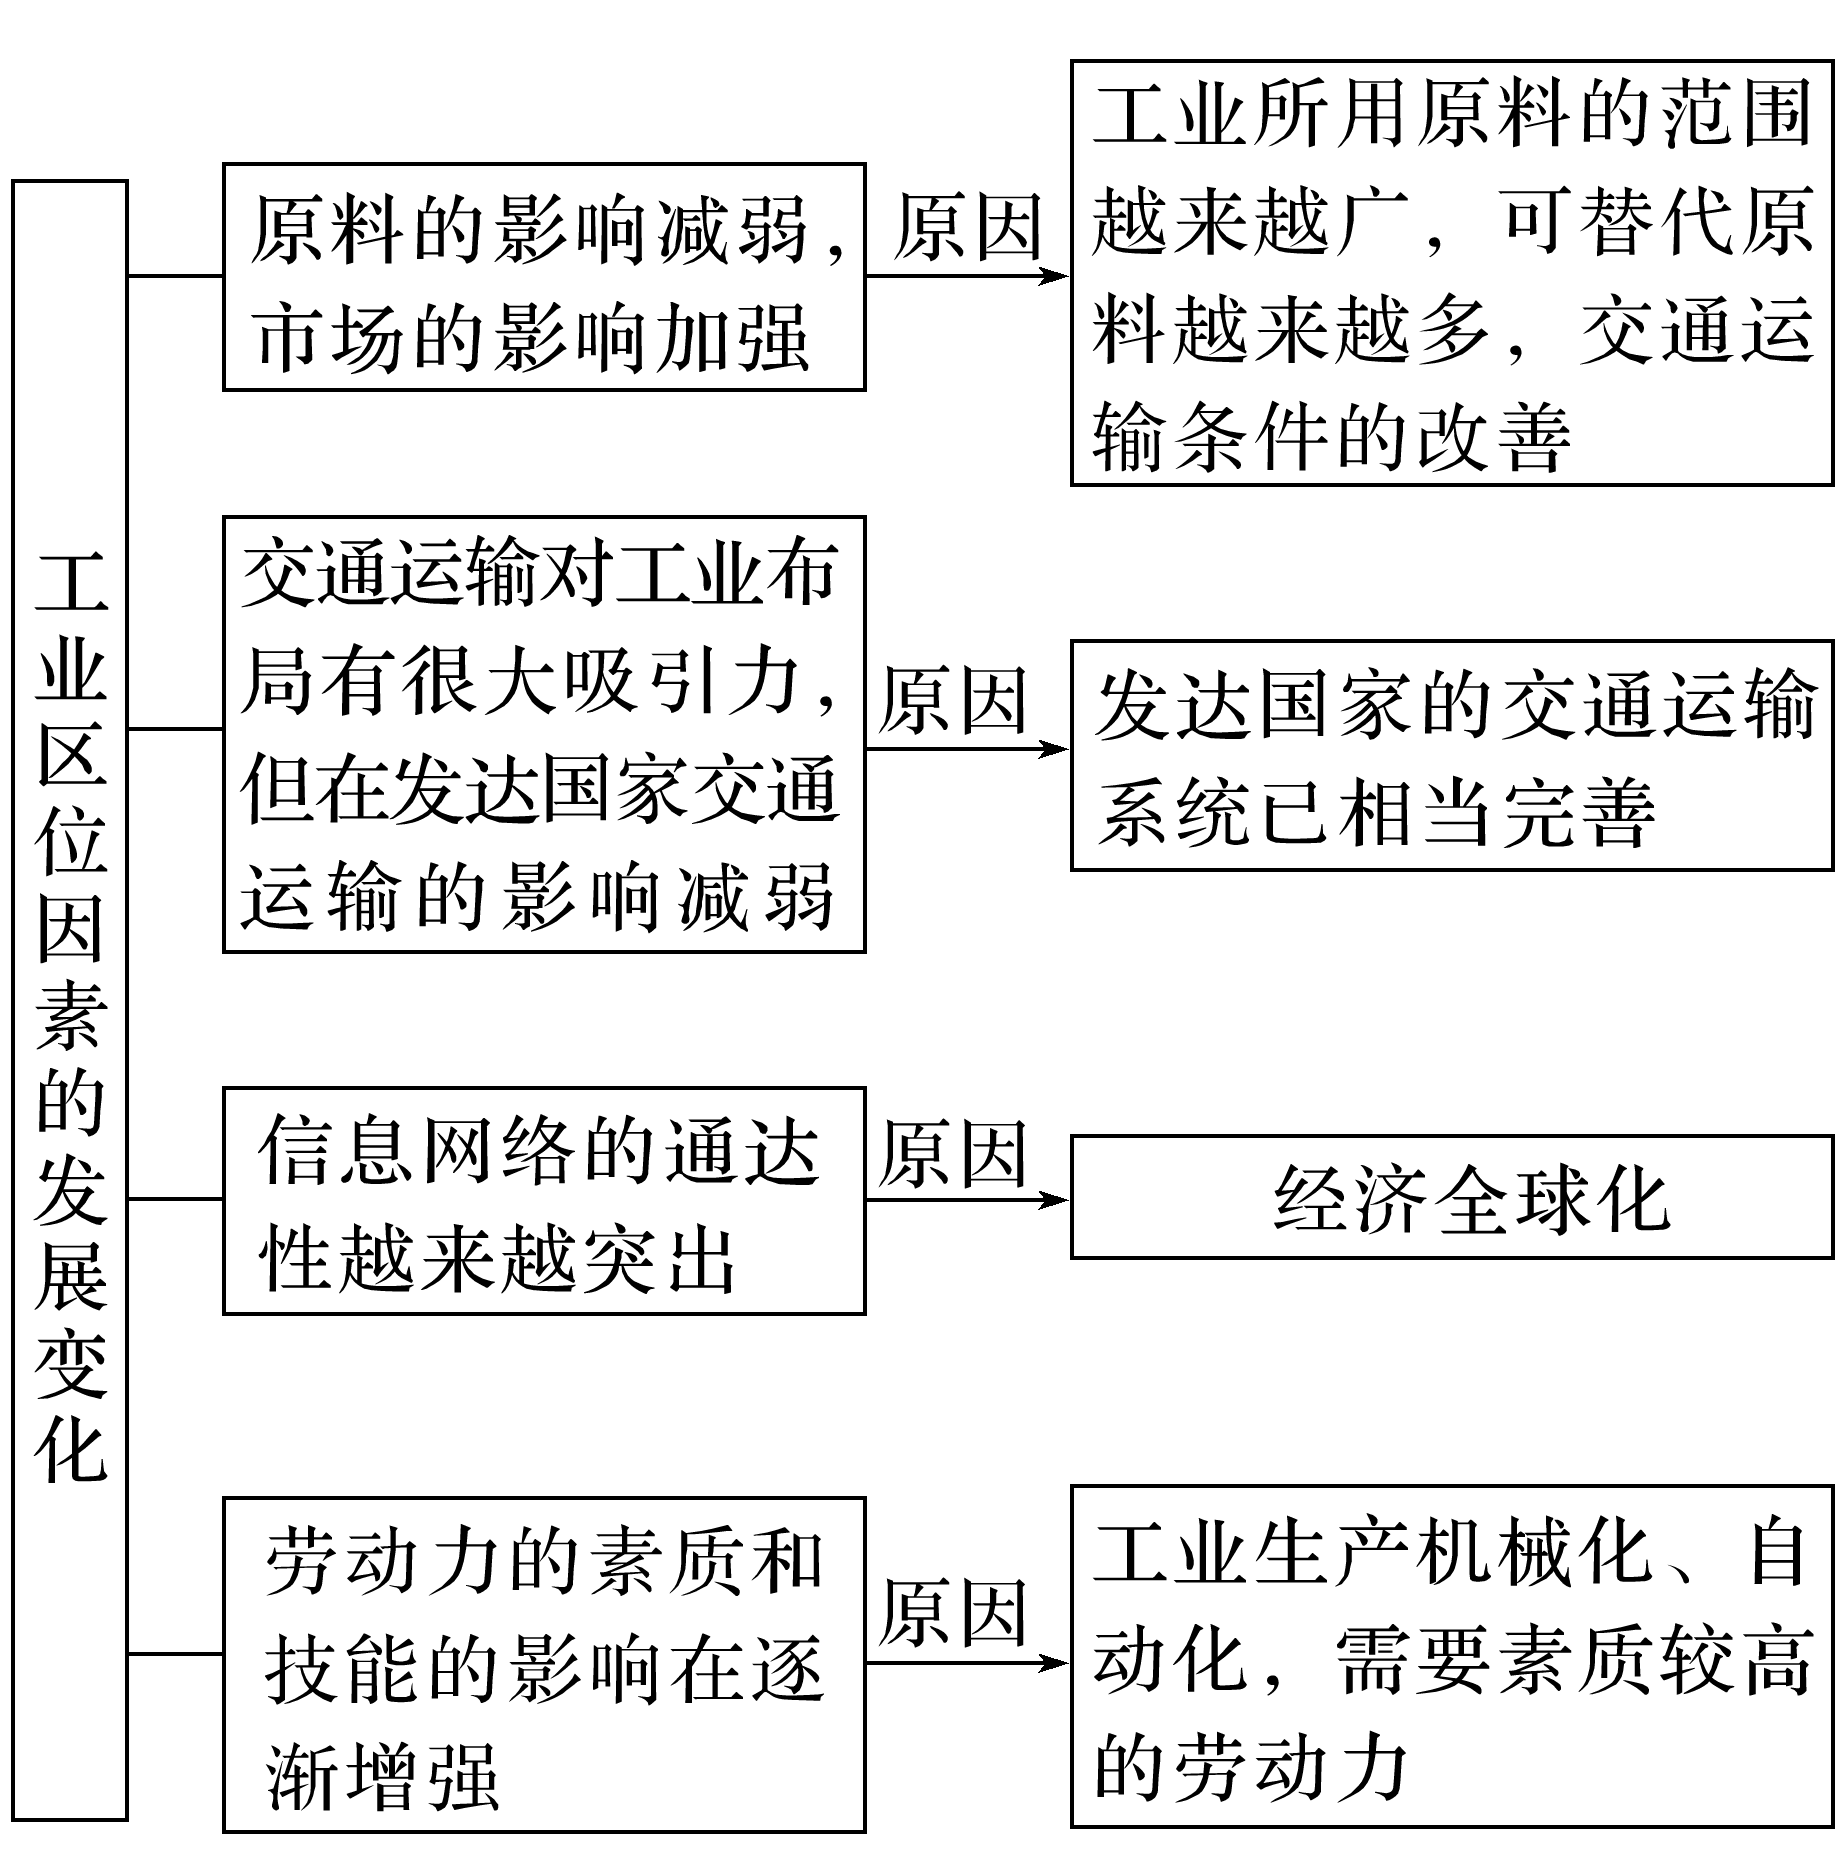 工业区位因素的发展变化
原料的影响减弱，
市场的影响加强
原因
工业所用原料的范围
越来越广，可替代原
料越来越多，交通运
输条件的改善
交通运输对工业布
局有很大吸引力，
但在发达国家交通
运输的影响减弱
原因
发达国家的交通运输
系统已相当完善
信息网络的通达
性越来越突出
原因
经济全球化
劳动力的素质和
技能的影响在逐
渐增强
原因
工业生产机械化、自
动化，需要素质较高
的劳动力